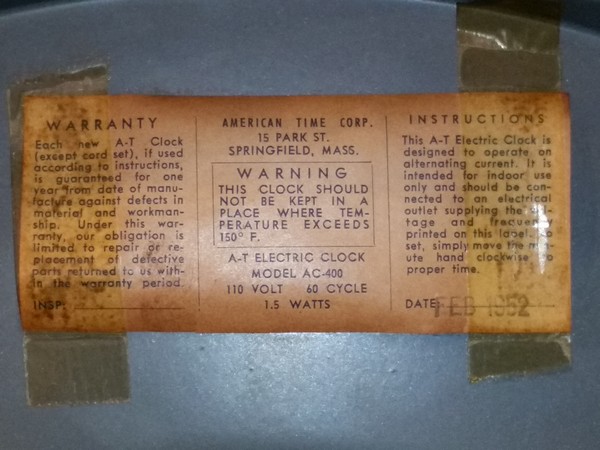 WARRANTY
Each new A-T Clock
(except cord set), if used
according to instructions,
is guaranteed for one
year from date of manu-
facture against defects in
material and workman-
ship. Under this war-
ranty, our obligation is
limited to repair or re-
placement of defective
parts returned to us with-
in the warranty period.
INSP.
AMERICAN TIME CORP.
15 PARK ST.
SPRINGFIELD, MASS.
WARNING
THIS CLOCK SHOULD
NOT BE KEPT IN A
PLACE WHERE TEM-
PERATURE EXCEEDS
150° F.
A-T ELECTRIC CLOCK
MODEL AC-400
110 VOLT 60 CYCLE
1.5 WATTS
INSTRUCTIONS
This A-T Electric Clock is
designed to operate on
alternating current. It is
intended for indoor use
only and should be con-
nected to an electrical
outlet supplying the vol-
tage and frequency
printed on this label. To
set, simply move the min-
ute hand clockwise to
proper time.
DATE FEB 1952